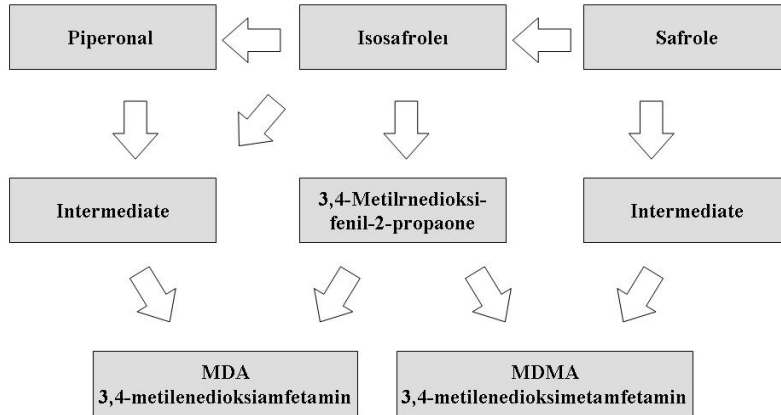 Piperonal
Isosafroleı
Safrole
Intermediate
3,4-Metilrnedioksi-
fenil-2-propaone
Intermediate
MDA
3,4-metilenedioksiamfetamin
MDMA
3,4-metilenedioksimetamfetamin